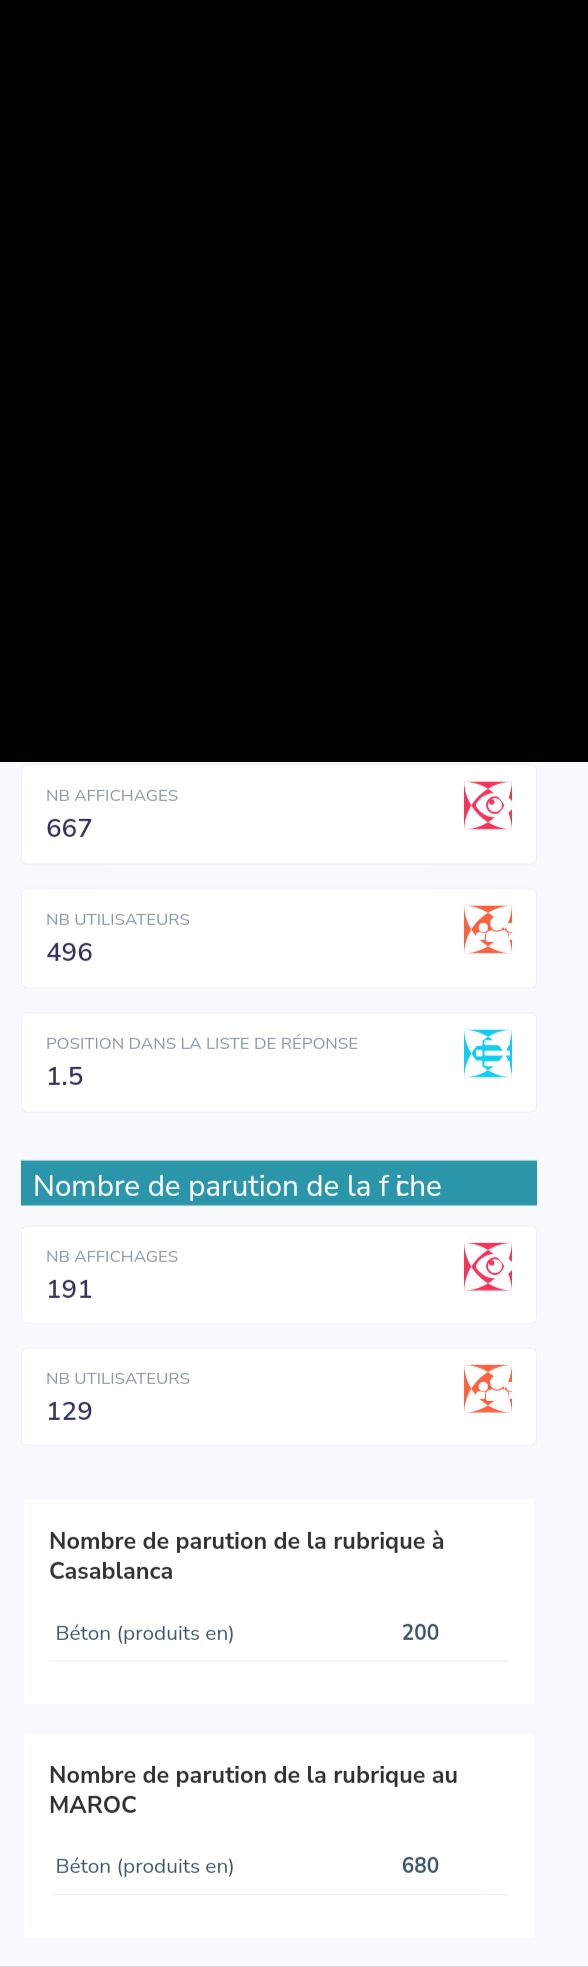 NB AFFICHAGES
667
NB UTILISATEURS
496
POSITION DANS LA LISTE DE RÉPONSE
1.5
Nombre de parution de la fiche
NB AFFICHAGES
191
NB UTILISATEURS
129
Nombre de parution de la rubrique à
Casablanca
Béton (produits en) 200
Nombre de parution de la rubrique au
MAROC
Béton (produits en) 680